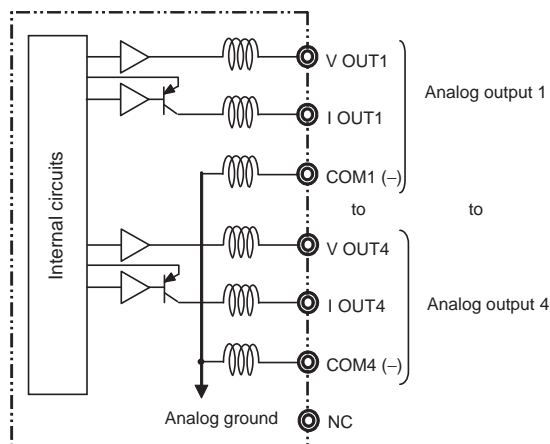 Internal circuits
V OUT1
I OUT1
COM1 (−)
Analog output 1
to
to
V OUT4
I OUT4
COM4 (−)
Analog output 4
Analog ground
NC